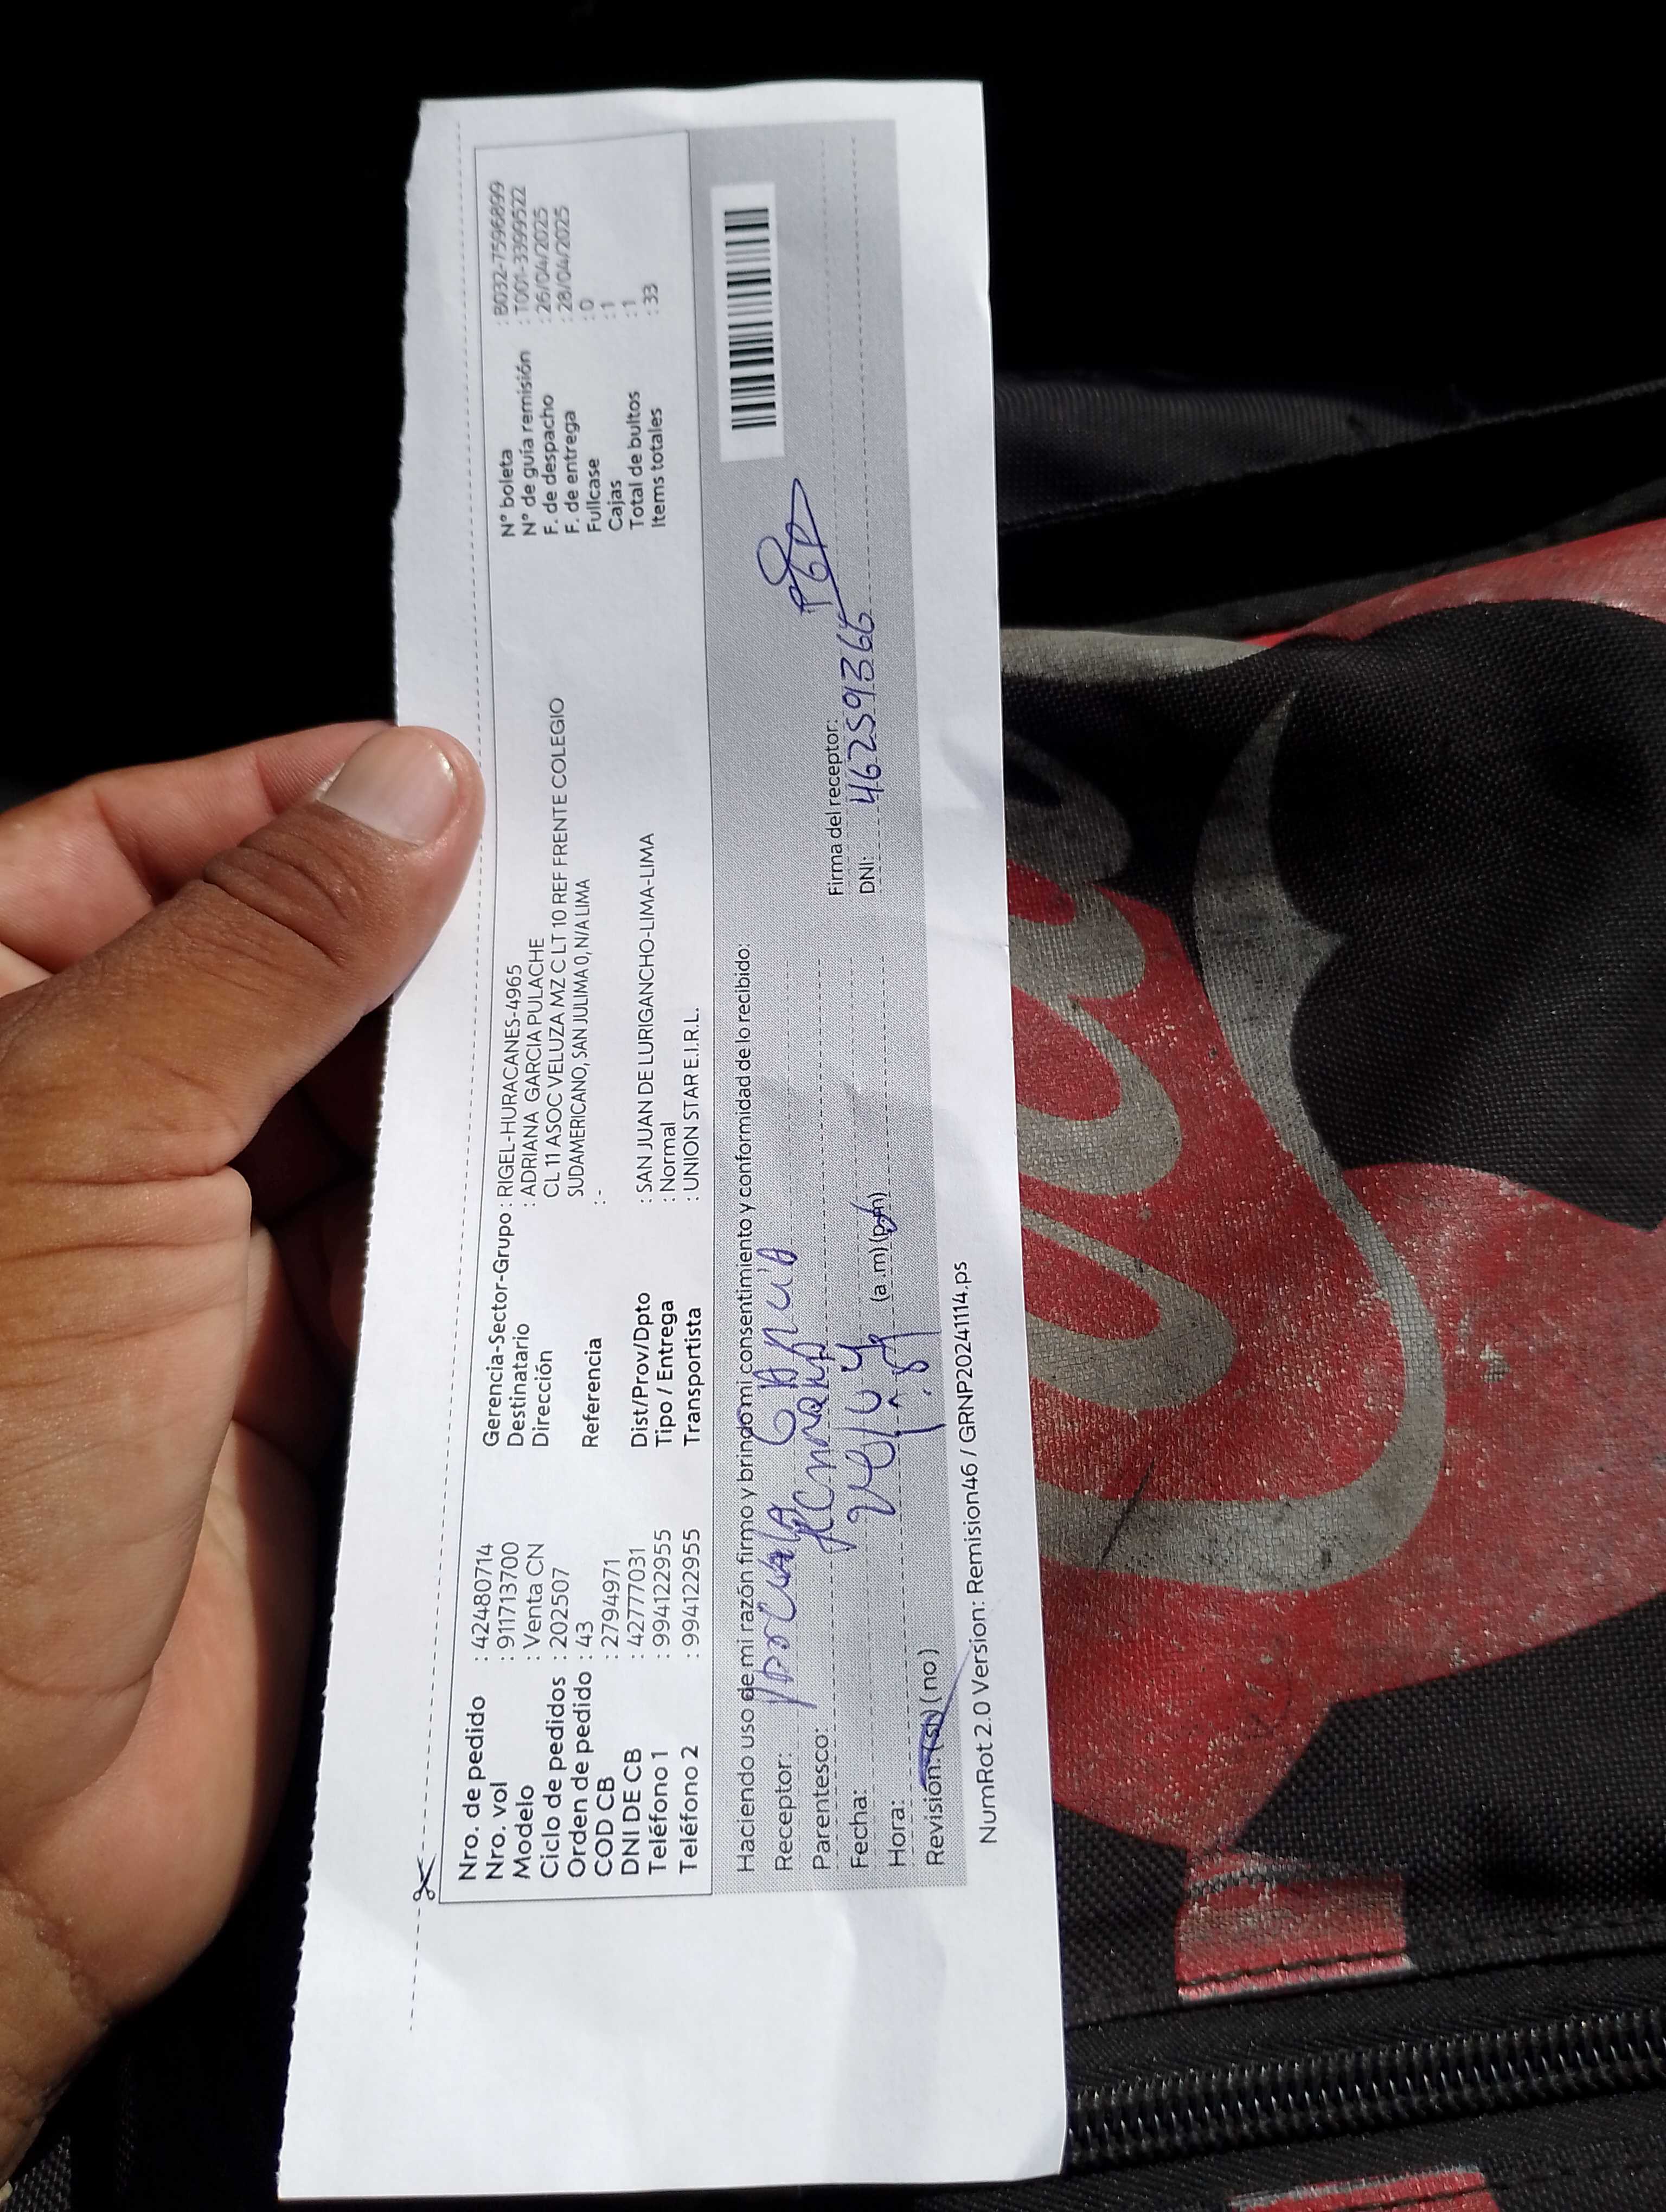 Nro. de pedido : 42480714
Nro. vol : 911713700
Modelo : Venta CN
Ciclo de pedidos : 202507
Orden de pedido : 43
COD CB : 2794971
DNI DE CB : 42777031
Teléfono 1 : 994122955
Teléfono 2 : 994122955
Gerencia-Sector-Grupo : RIGEL-HURACANES-4965
Destinatario : ADRIANA GARCIA PULACHE
Dirección CL 11 ASOC VELUZA MZ C LT 10 REF FRENTE COLEGIO
SUDAMERICANO, SAN JULIMA 0, N/A LIMA
Referencia : -
Dist/Prov/Dpto : SAN JUAN DE LURIGANCHO-LIMA-LIMA
Tipo / Entrega : Normal
Transportista : UNION STAR E.I.R.L.
N° boleta : B032-7596899
N° de guía remisión : T001-3999522
F. de despacho : 26/04/2025
F. de entrega : 28/04/2025
Fullcase : 0
Cajas : 1
Total de bultos : 1
Items totales : 33
Haciendo uso de mi razón firmo y brindo mi consentimiento y conformidad de lo recibido:
Receptor:
Parentesco:
Fecha:
Hora: (a.m) (p.m)
Revisión: (si) (no)
Firma del receptor:
DNI: 46259366
NumRot 2.0 Version: Remision46 / GRNP20241114.ps